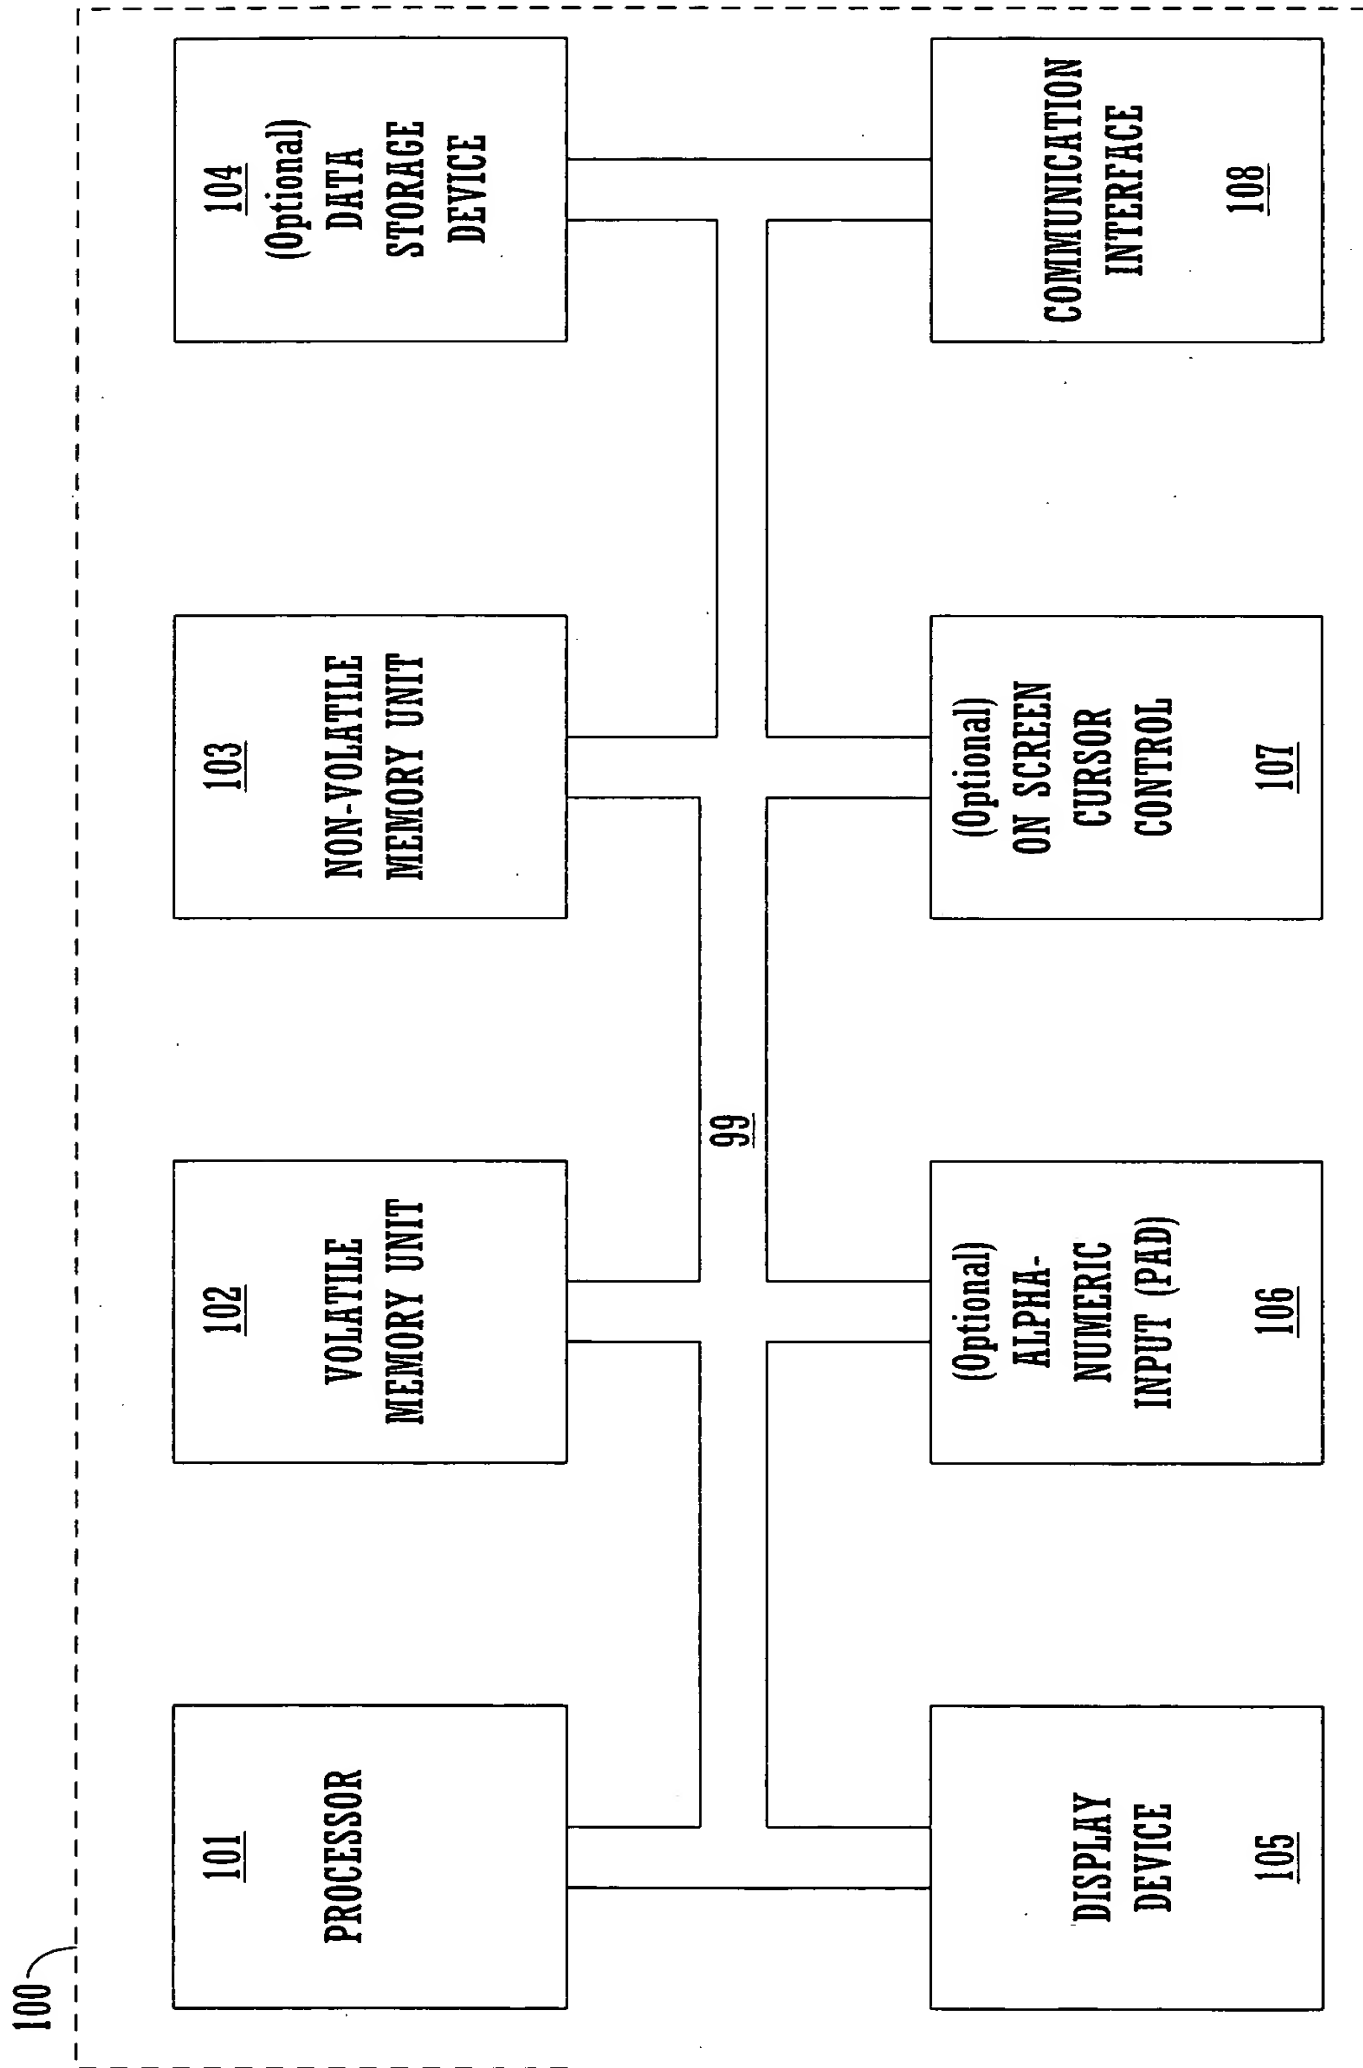 100
101
PROCESSOR
102
VOLATILE
MEMORY UNIT
103
NON-VOLATILE
MEMORY UNIT
104
(Optional)
DATA
STORAGE
DEVICE
99
DISPLAY
DEVICE
105
(Optional)
ALPHA-
NUMERIC
INPUT (PAD)
106
(Optional)
ON SCREEN
CURSOR
CONTROL
107
COMMUNICATION
INTERFACE
108